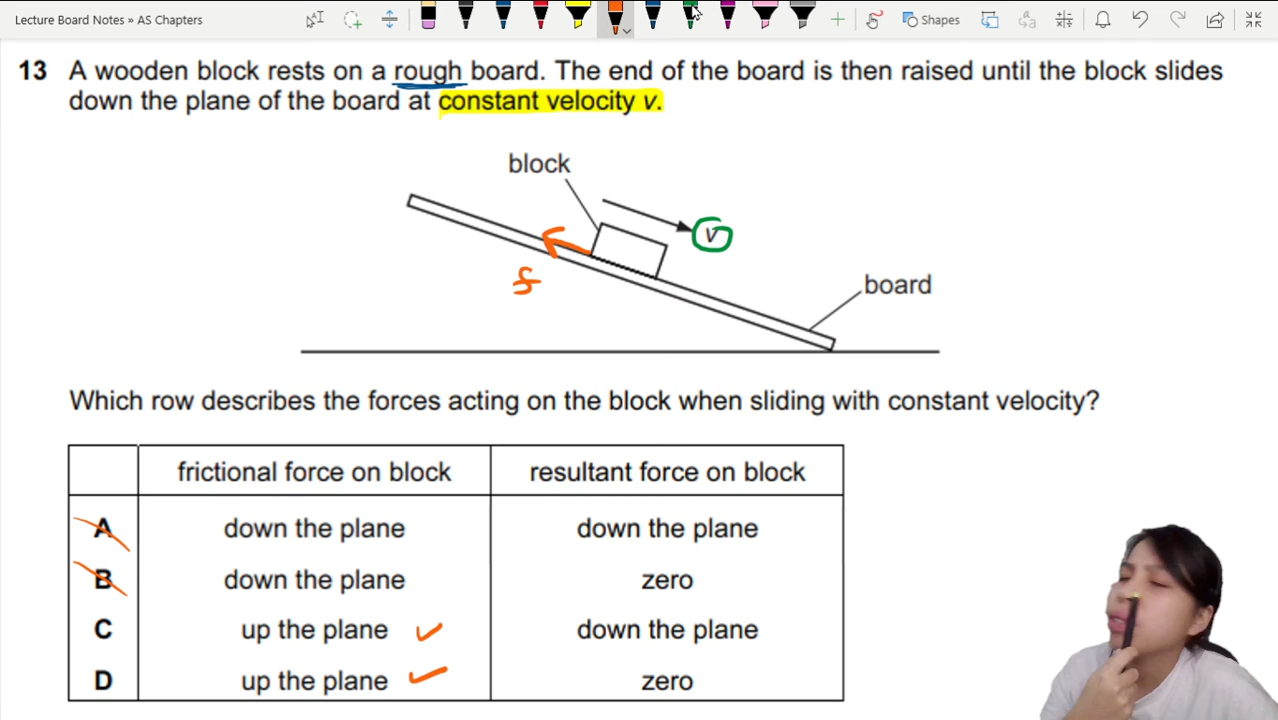 Lecture Board Notes » AS Chapters
Shapes
13 A wooden block rests on a rough board. The end of the board is then raised until the block slides
down the plane of the board at constant velocity v.
block
v
f
board
Which row describes the forces acting on the block when sliding with constant velocity?
frictional force on block resultant force on block
A down the plane down the plane
B down the plane zero
C up the plane ✓ down the plane
D up the plane ✓ zero